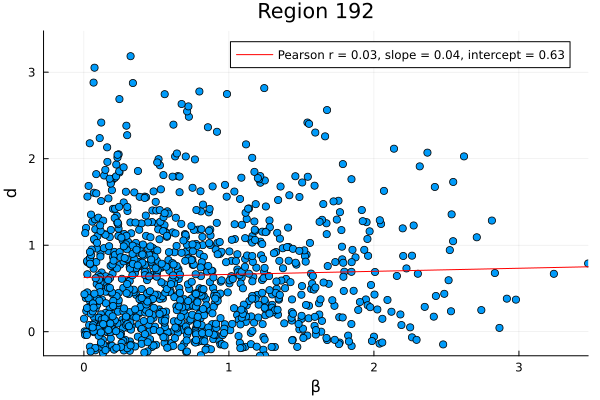 Region 192
Pearson r = 0.03, slope = 0.04, intercept = 0.63
3
2
1
0
d
0 1 2 3
β